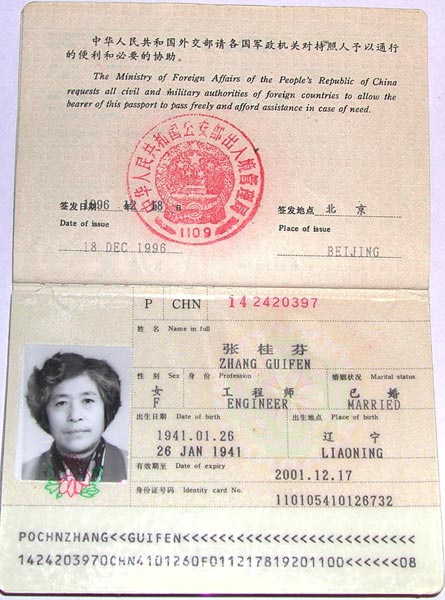 中华人民共和国外交部请各国军政机关对持照人予以通行
的便利和必要的协助。
The Ministry of Foreign Affairs of the People's Republic of China
requests all civil and military authorities of foreign countries to allow the
bearer of this passport to pass freely and afford assistance in case of need.
中华人民共和国公安部出入境管理局
1109
签发日期 1996 年 12 月 18 日 签发地点 北 京
Date of issue Place of issue
18 DEC 1996 BEIJING
P CHN 142420397
姓 名 Name in full
张 桂 芬
ZHANG GUIFEN
性 别 Sex 身 份 Profession 婚姻状况 Marital status
女 工 程 师 已 婚
F ENGINEER MARRIED
出生日期 Date of birth 出生地点 Place of birth
1941.01.26 辽 宁
26 JAN 1941 LIAONING
有效期至 Date of expiry 2001.12.17
身份证号码 Identity card No. 110105410126732
POCHNZHANG<<GUIFEN<<<<<<<<<<<<<<<<<<<<<<<<<<
1424203970CHN4101260F01121781920​1100<<<<<<08